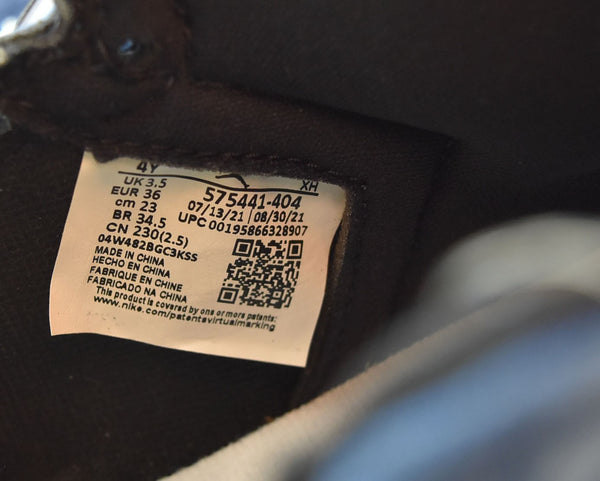 4Y
UK 3.5
EUR 36
cm 23
BR 34.5
CN 230(2.5)
04W482BGC3KSS
XH
575441-404
07/13/21 | 08/30/21
UPC 00195866328907
MADE IN CHINA
HECHO EN CHINA
FABRIQUE EN CHINE
FABRICADO NA CHINA
This product is covered by one or more patents:
www.nike.com/patentsvirtualmarking